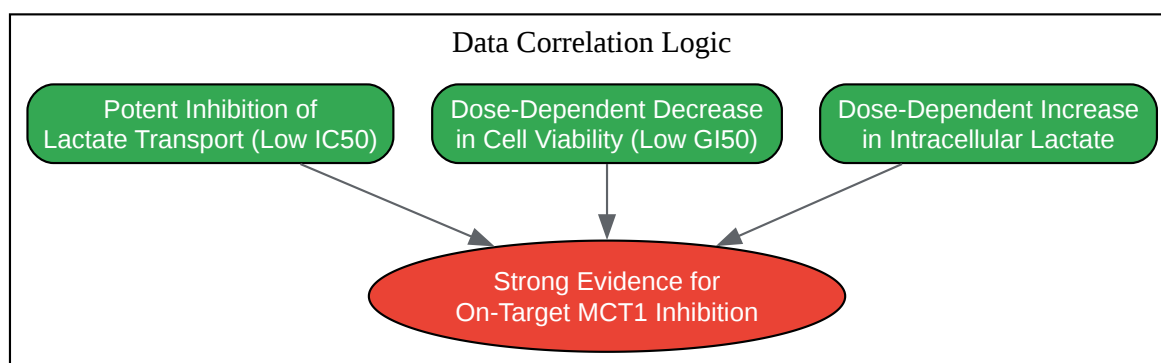 Data Correlation Logic
Potent Inhibition of
Lactate Transport (Low IC50)
Dose-Dependent Decrease
in Cell Viability (Low GI50)
Dose-Dependent Increase
in Intracellular Lactate
Strong Evidence for
On-Target MCT1 Inhibition